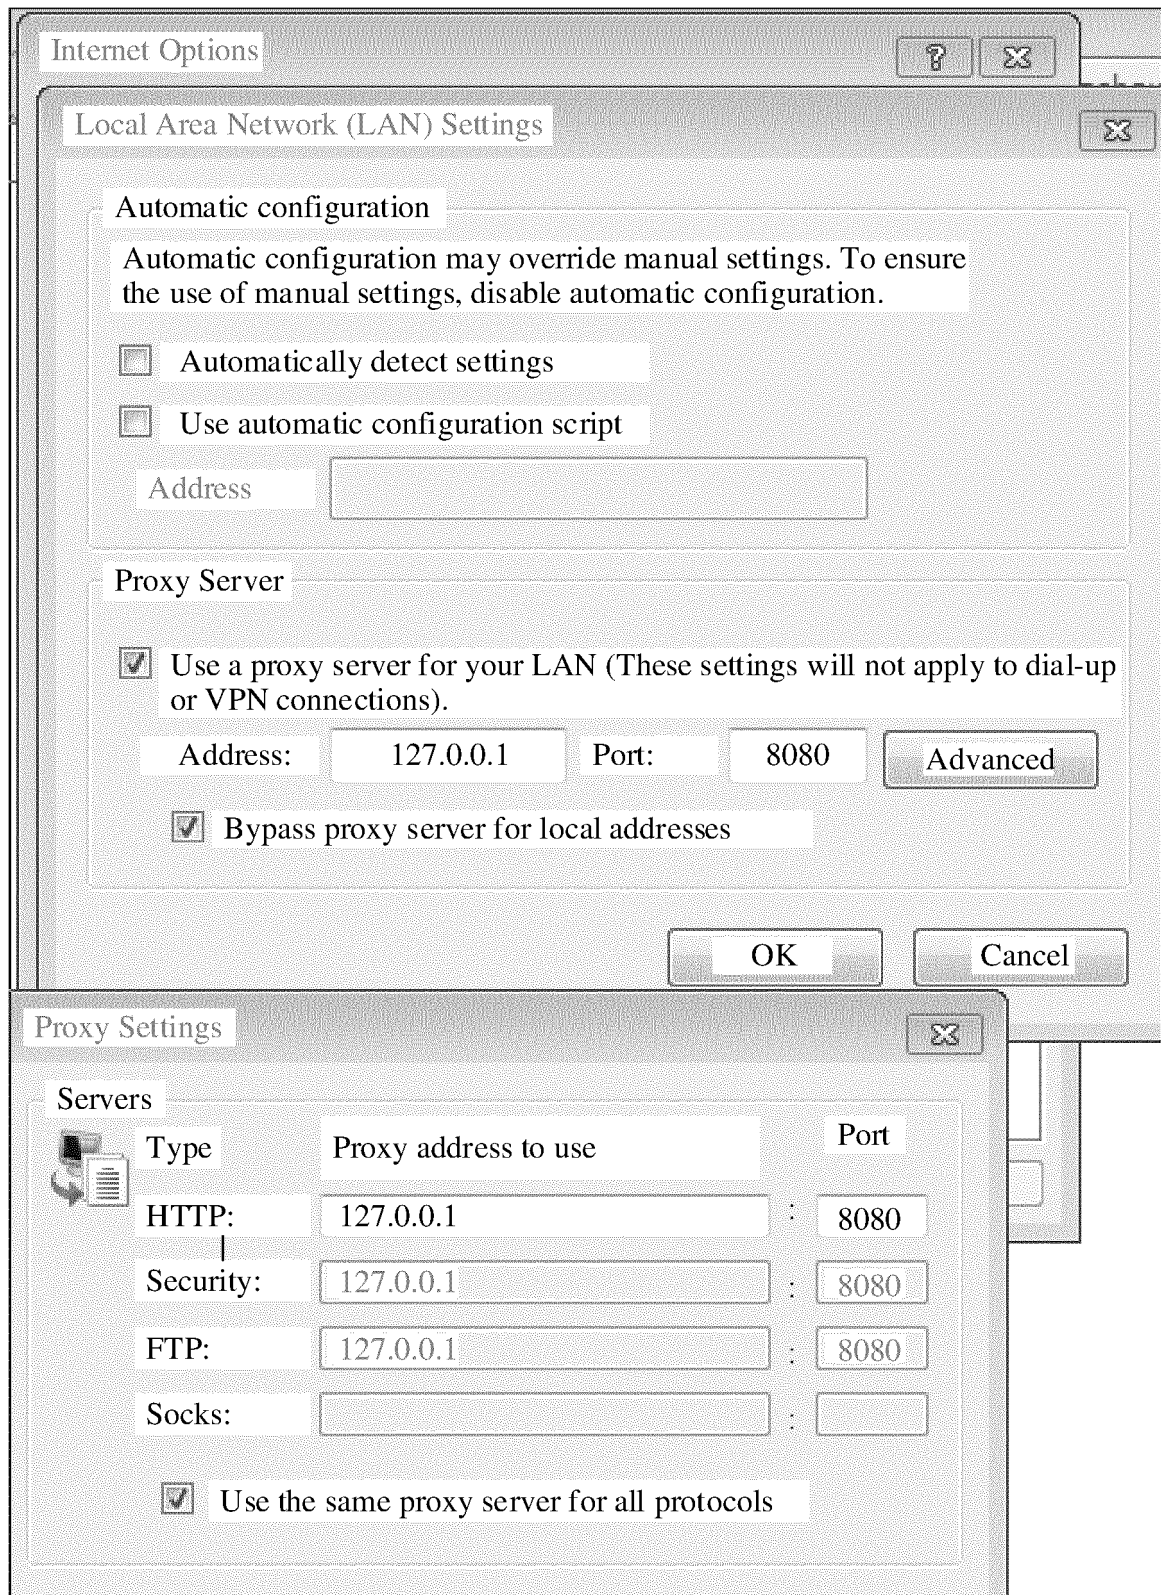 Internet Options
Local Area Network (LAN) Settings
Automatic configuration
Automatic configuration may override manual settings. To ensure
the use of manual settings, disable automatic configuration.
Automatically detect settings
Use automatic configuration script
Address
Proxy Server
Use a proxy server for your LAN (These settings will not apply to dial-up
or VPN connections).
Address: 127.0.0.1 Port: 8080 Advanced
Bypass proxy server for local addresses
OK Cancel
Proxy Settings
Servers
Type Proxy address to use Port
HTTP: 127.0.0.1 : 8080
Security: 127.0.0.1 : 8080
FTP: 127.0.0.1 : 8080
Socks: :
Use the same proxy server for all protocols